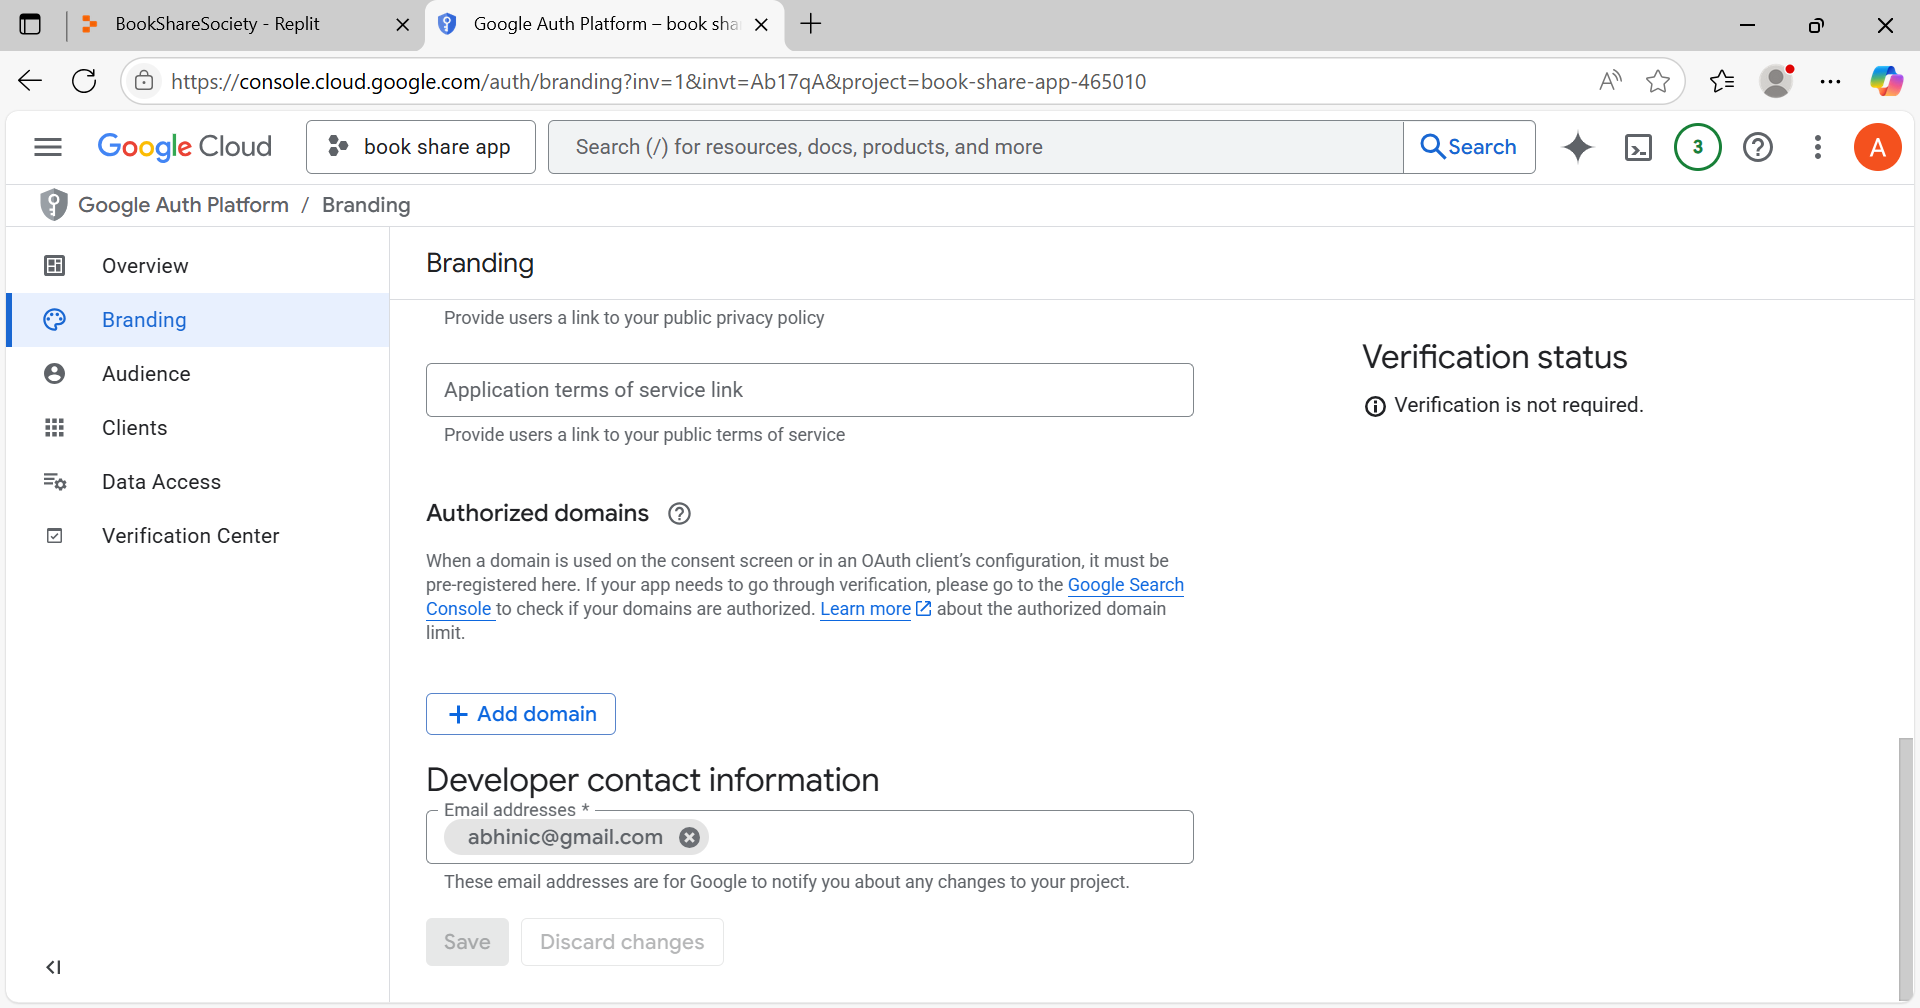 BookShareSociety - Replit
Google Auth Platform – book sha
https://console.cloud.google.com/auth/branding?inv=1&invt=Ab17qA&project=book-share-app-465010
Google Cloud
book share app
Search (/) for resources, docs, products, and more
Search
3
A
Google Auth Platform / Branding
Overview
Branding
Audience
Clients
Data Access
Verification Center
Branding
Provide users a link to your public privacy policy
Application terms of service link
Provide users a link to your public terms of service
Authorized domains
When a domain is used on the consent screen or in an OAuth client’s configuration, it must be
pre-registered here. If your app needs to go through verification, please go to the Google Search
Console to check if your domains are authorized. Learn more about the authorized domain
limit.
+ Add domain
Developer contact information
Email addresses *
abhinic@gmail.com
These email addresses are for Google to notify you about any changes to your project.
Save
Discard changes
Verification status
Verification is not required.